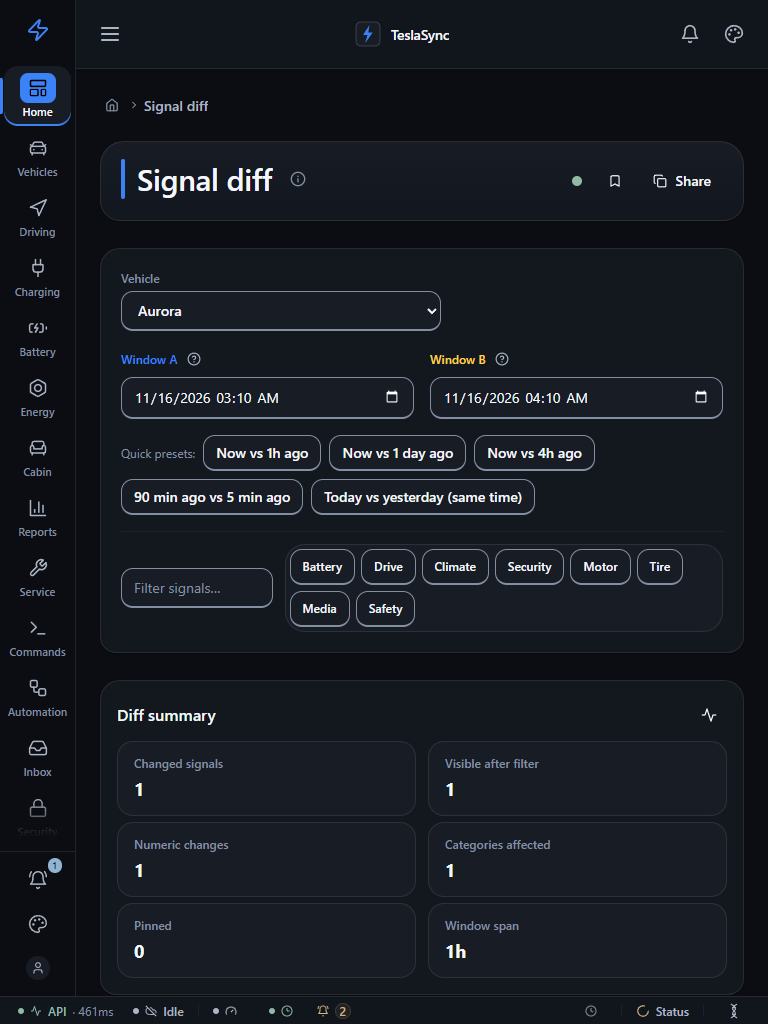 TeslaSync
Home
Vehicles
Driving
Charging
Battery
Energy
Cabin
Reports
Service
Commands
Automation
Inbox
Security
1
Signal diff
Signal diff
Share
Vehicle
Aurora
Window A
Window B
11/16/2026 03:10 AM
11/16/2026 04:10 AM
Quick presets: Now vs 1h ago Now vs 1 day ago Now vs 4h ago
90 min ago vs 5 min ago Today vs yesterday (same time)
Filter signals...
Battery Drive Climate Security Motor Tire
Media Safety
Diff summary
Changed signals
1
Visible after filter
1
Numeric changes
1
Categories affected
1
Pinned
0
Window span
1h
API · 461ms Idle 2 Status